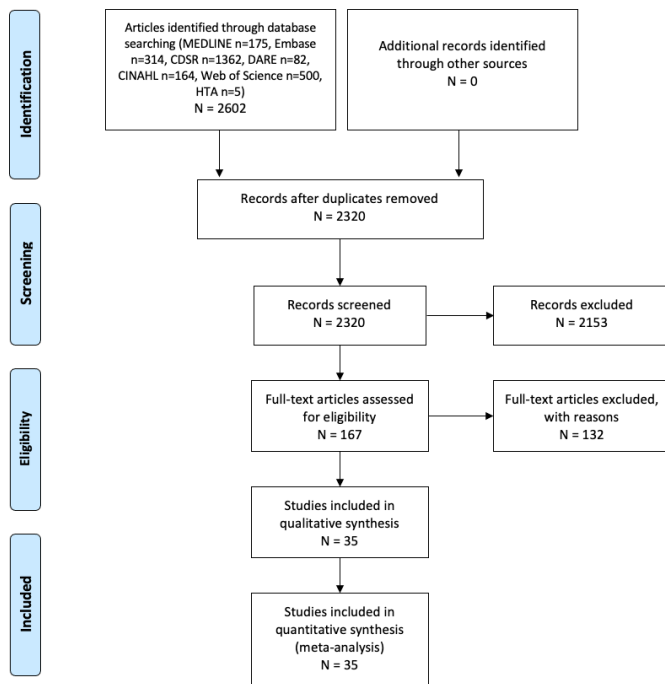 Identification
Articles identified through database
searching (MEDLINE n=175, Embase
n=314, CDSR n=1362, DARE n=82,
CINAHL n=164, Web of Science n=500,
HTA n=5)
N = 2602
Additional records identified
through other sources
N = 0
Records after duplicates removed
N = 2320
Screening
Records screened
N = 2320
Records excluded
N = 2153
Eligibility
Full-text articles assessed
for eligibility
N = 167
Full-text articles excluded,
with reasons
N = 132
Studies included in
qualitative synthesis
N = 35
Included
Studies included in
quantitative synthesis
(meta-analysis)
N = 35